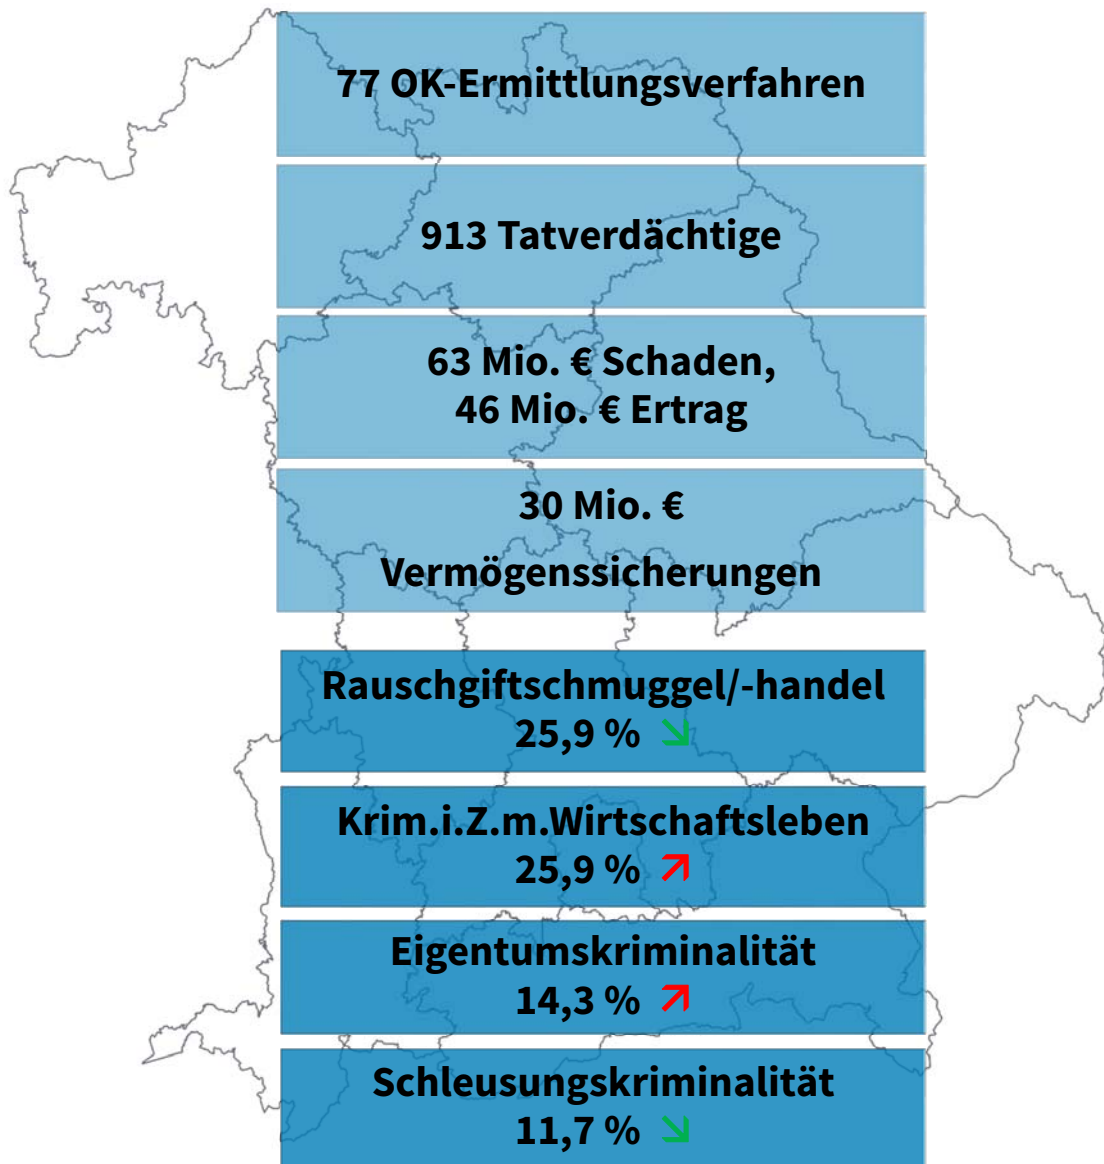 77 OK-Ermittlungsverfahren
913 Tatverdächtige
63 Mio. € Schaden,
46 Mio. € Ertrag
30 Mio. €
Vermögenssicherungen
Rauschgiftschmuggel/-handel
25,9 % ↘
Krim.i.Z.m.Wirtschaftsleben
25,9 % ↗
Eigentumskriminalität
14,3 % ↗
Schleusungskriminalität
11,7 % ↘